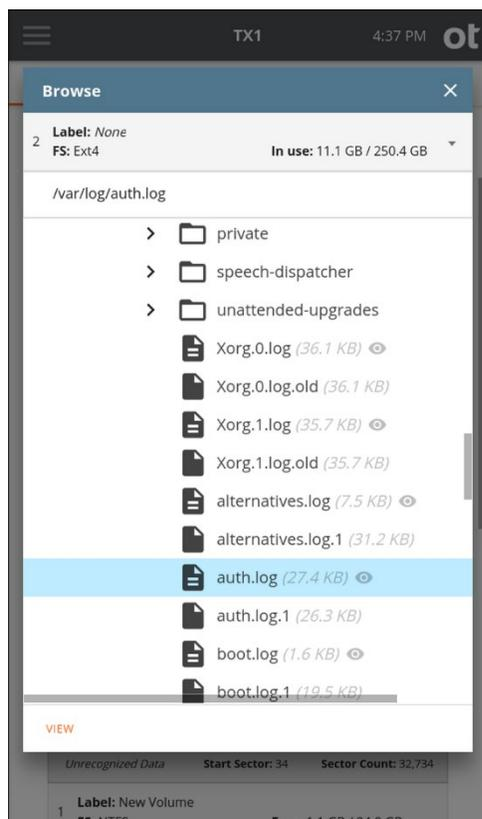 TX1 4:37 PM ot
Browse
2 Label: None
FS: Ext4 In use: 11.1 GB / 250.4 GB
/var/log/auth.log
private
speech-dispatcher
unattended-upgrades
Xorg.0.log (36.1 KB)
Xorg.0.log.old (36.1 KB)
Xorg.1.log (35.7 KB)
Xorg.1.log.old (35.7 KB)
alternatives.log (7.5 KB)
alternatives.log.1 (31.2 KB)
auth.log (27.4 KB)
auth.log.1 (26.3 KB)
boot.log (1.6 KB)
boot.log.1 (19.5 KB)
VIEW
Unrecognized Data Start Sector: 34 Sector Count: 32,734
1 Label: New Volume